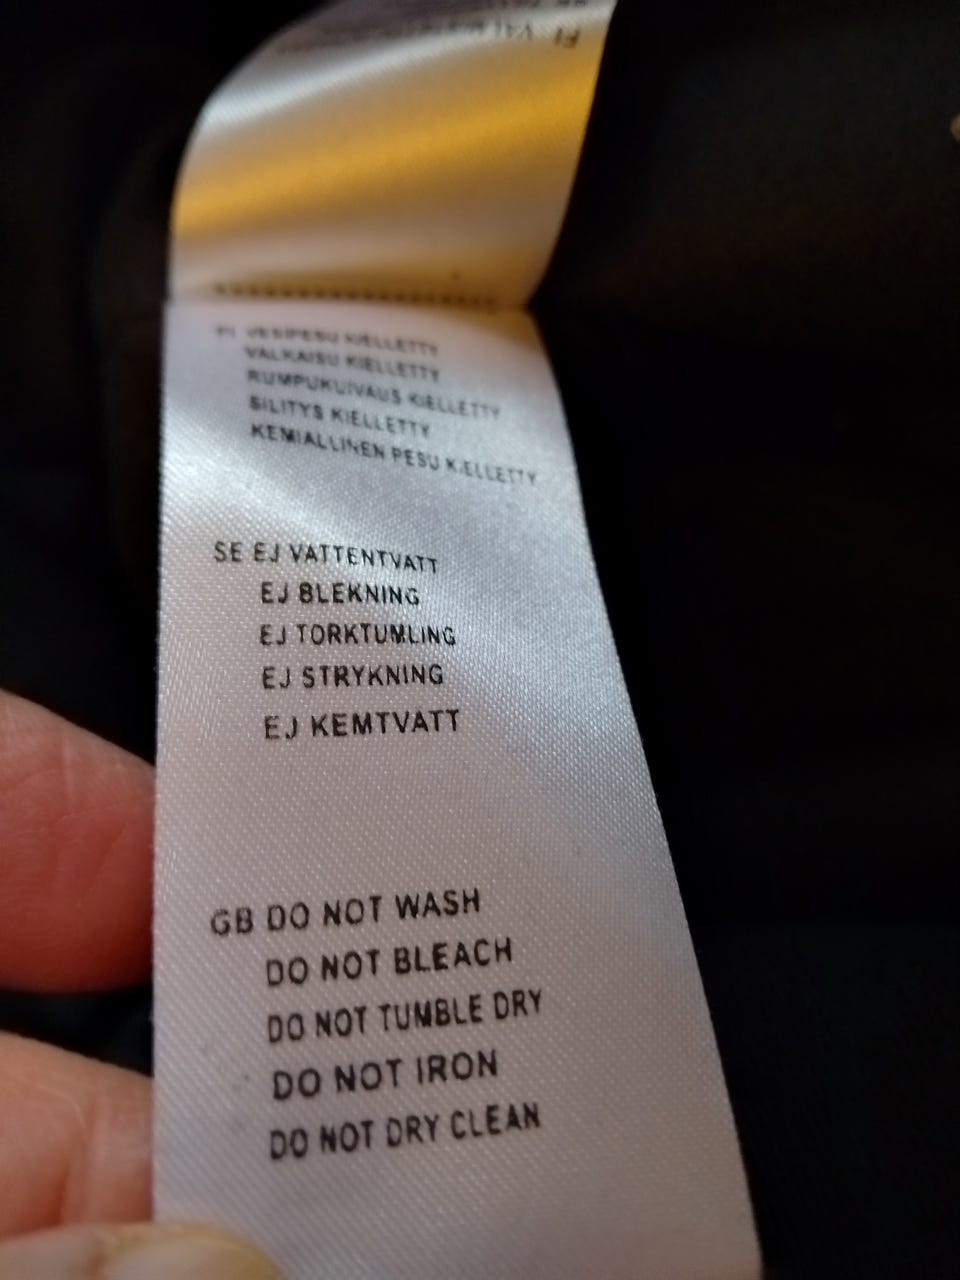 FI VESIPESU KIELLETTY
VALKAISU KIELLETTY
RUMPUKUIVAUS KIELLETTY
SILITYS KIELLETTY
KEMIALLINEN PESU KIELLETTY
SE EJ VATTENTVATT
EJ BLEKNING
EJ TORKTUMLING
EJ STRYKNING
EJ KEMTVATT
GB DO NOT WASH
DO NOT BLEACH
DO NOT TUMBLE DRY
DO NOT IRON
DO NOT DRY CLEAN